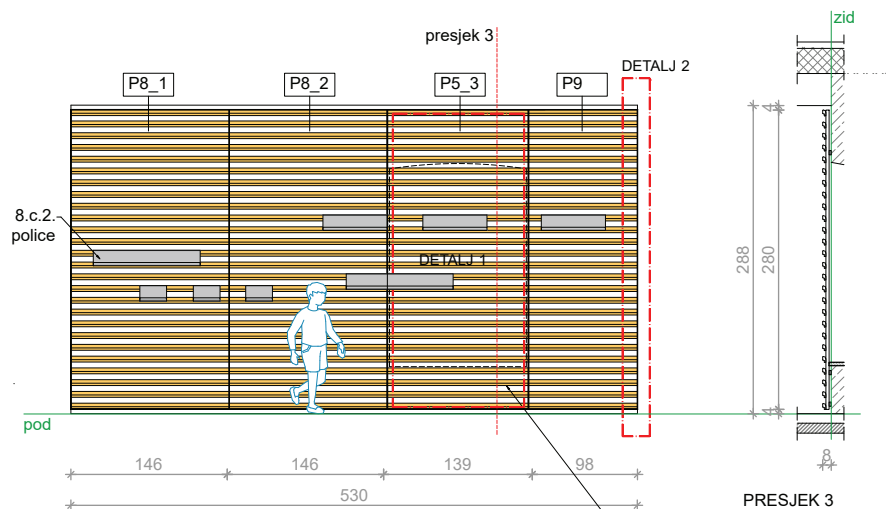 zid
presjek 3
DETALJ 2
P8_1
P8_2
P5_3
P9
4
8.c.2.
police
DETALJ 1
288
280
4
pod
8
146
146
139
98
530
PRESJEK 3